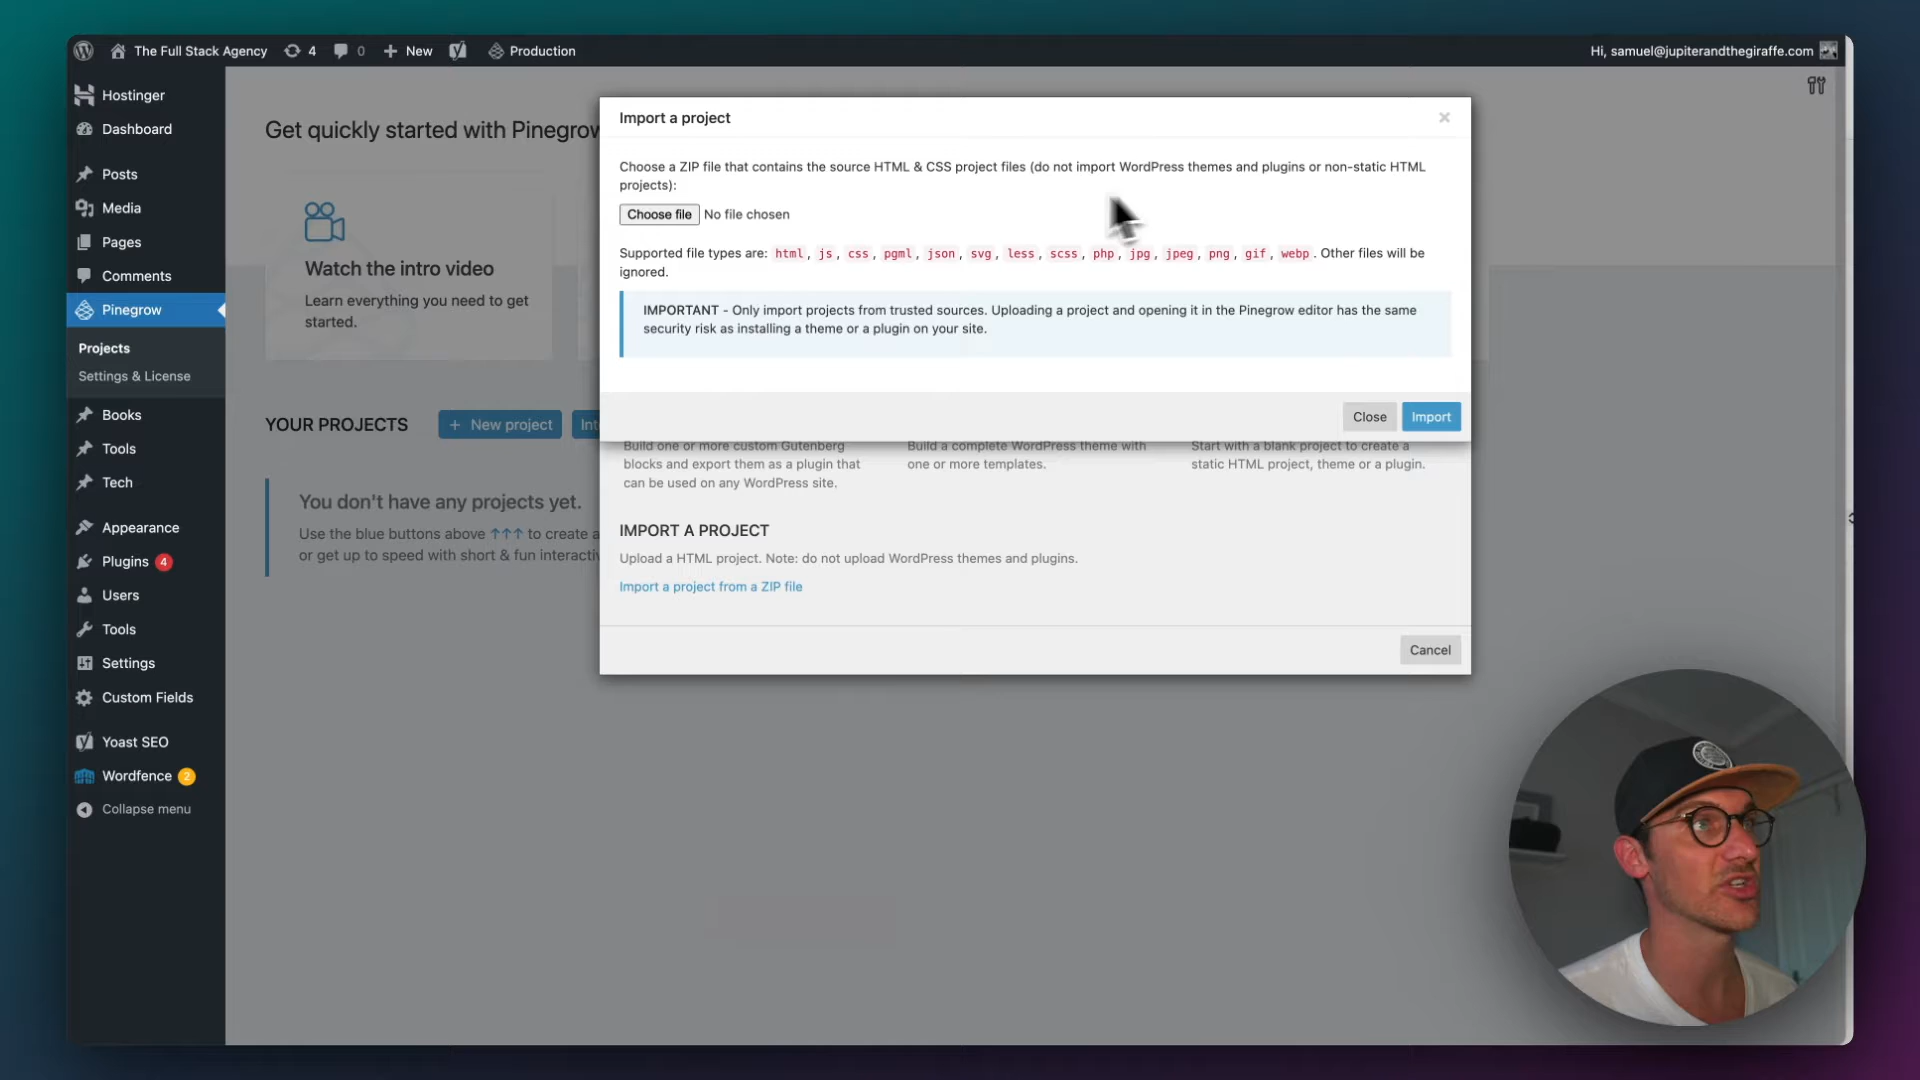 The Full Stack Agency 4 0 New Production Hi, samuel@jupiterandthegiraffe.com
Hostinger
Dashboard
Posts
Media
Pages
Comments
Pinegrow
Projects
Settings & License
Books
Tools
Tech
Appearance
Plugins 4
Users
Tools
Settings
Custom Fields
Yoast SEO
Wordfence 2
Collapse menu
Get quickly started with Pinegrow
Watch the intro video
Learn everything you need to get
started.
YOUR PROJECTS + New project Int
You don't have any projects yet.
Use the blue buttons above ↑↑↑ to create a
or get up to speed with short & fun interacti
Import a project ×
Choose a ZIP file that contains the source HTML & CSS project files (do not import WordPress themes and plugins or non-static HTML
projects):
Choose file No file chosen
Supported file types are: html, js, css, pgml, json, svg, less, scss, php, jpg, jpeg, png, gif, webp. Other files will be
ignored.
IMPORTANT - Only import projects from trusted sources. Uploading a project and opening it in the Pinegrow editor has the same
security risk as installing a theme or a plugin on your site.
Close Import
Build one or more custom Gutenberg
blocks and export them as a plugin that
can be used on any WordPress site.
Build a complete WordPress theme with
one or more templates.
Start with a blank project to create a
static HTML project, theme or a plugin.
IMPORT A PROJECT
Upload a HTML project. Note: do not upload WordPress themes and plugins.
Import a project from a ZIP file
Cancel